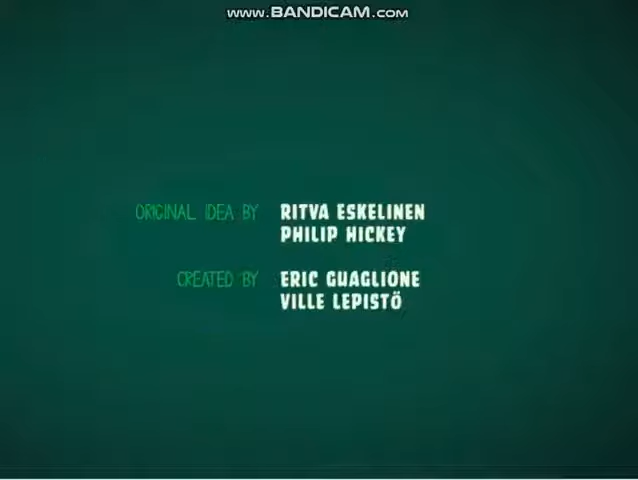 www.BANDICAM.com
ORIGINAL IDEA BY RITVA ESKELINEN
PHILIP HICKEY
CREATED BY ERIC GUAGLIONE
VILLE LEPISTÖ